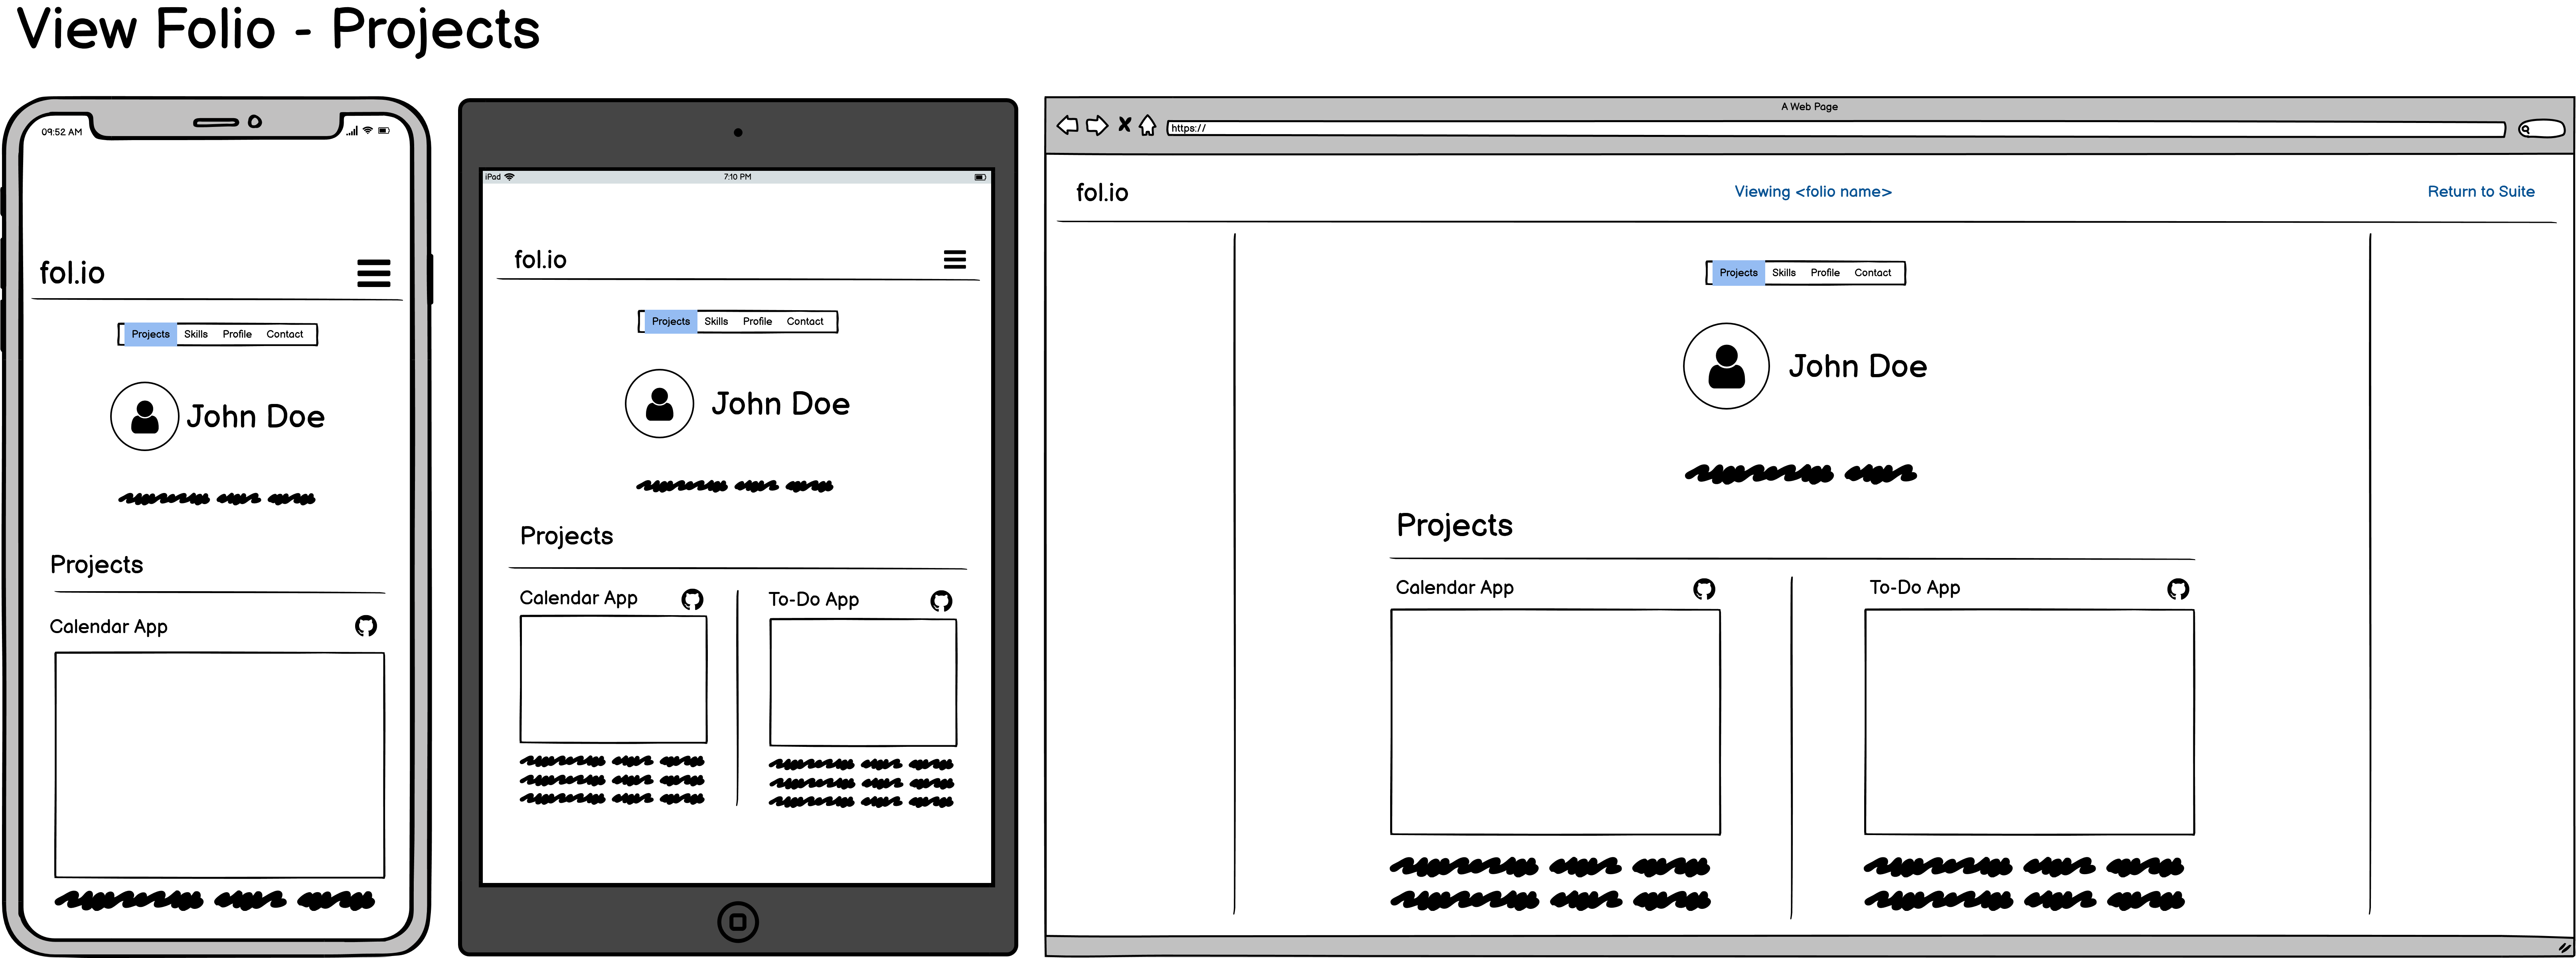 View Folio - Projects
09:52 AM
fol.io
Projects Skills Profile Contact
John Doe
Projects
Calendar App
iPad 7:10 PM
fol.io
Projects Skills Profile Contact
John Doe
Projects
Calendar App To-Do App
A Web Page
https://
fol.io Viewing <folio name> Return to Suite
Projects Skills Profile Contact
John Doe
Projects
Calendar App To-Do App